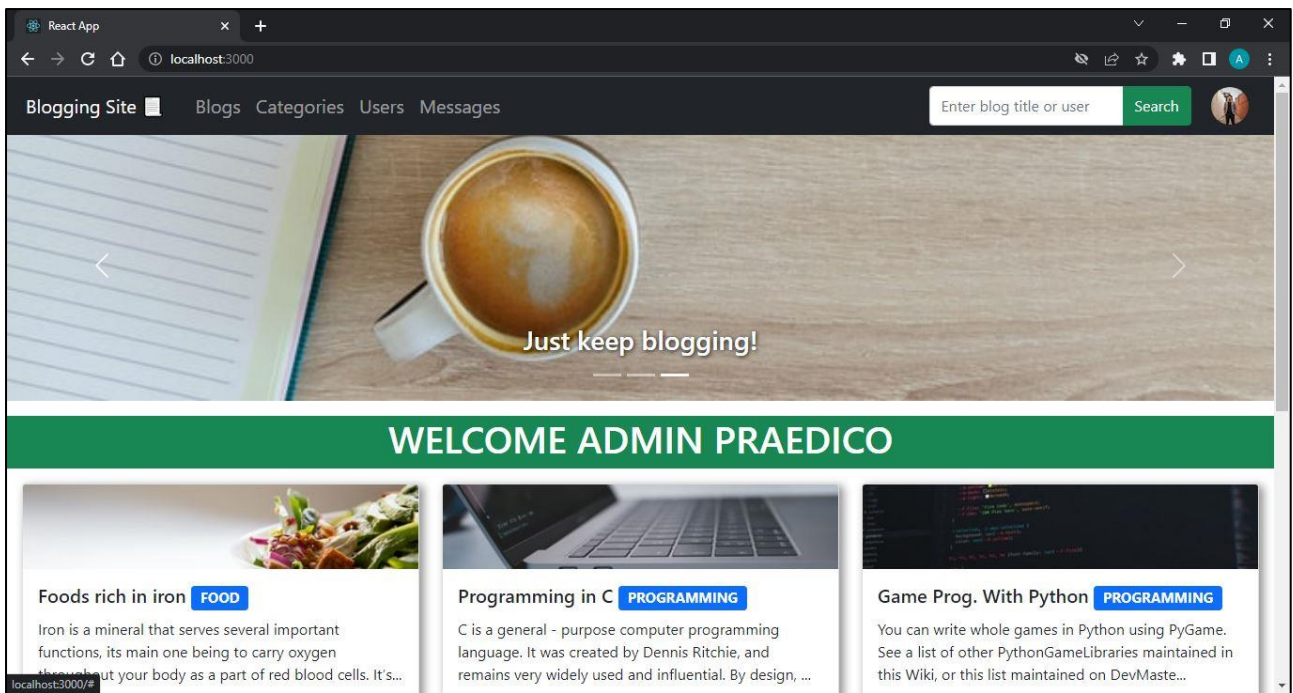 React App
localhost:3000
A
Blogging Site Blogs Categories Users Messages Enter blog title or user Search
Just keep blogging!
WELCOME ADMIN PRAEDICO
Foods rich in iron FOOD
Iron is a mineral that serves several important
functions, its main one being to carry oxygen
throughout your body as a part of red blood cells. It's...
Programming in C PROGRAMMING
C is a general - purpose computer programming
language. It was created by Dennis Ritchie, and
remains very widely used and influential. By design, ...
Game Prog. With Python PROGRAMMING
You can write whole games in Python using PyGame.
See a list of other PythonGameLibraries maintained in
this Wiki, or this list maintained on DevMaste...
localhost:3000/#